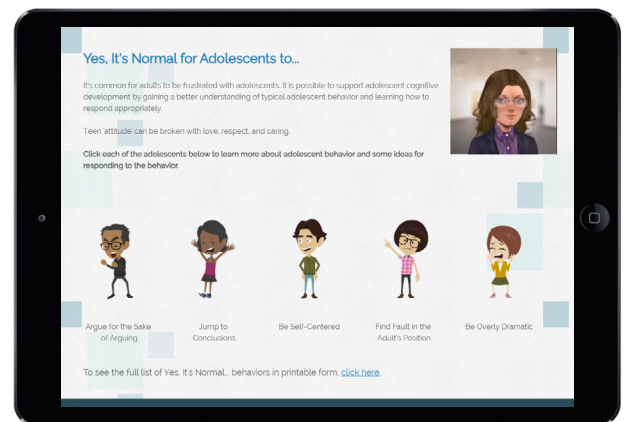 Yes, It's Normal for Adolescents to...
It's common for adults to be frustrated with adolescents. It is possible to support adolescent cognitive
development by gaining a better understanding of typical adolescent behavior and learning how to
respond appropriately.
Teen 'attitude' can be broken with love, respect, and caring.
Click each of the adolescents below to learn more about adolescent behavior and some ideas for
responding to the behavior.
Argue for the Sake
of Arguing
Jump to
Conclusions
Be Self-Centered
Find Fault in the
Adult's Position
Be Overly Dramatic
To see the full list of Yes, It's Normal... behaviors in printable form, click here.